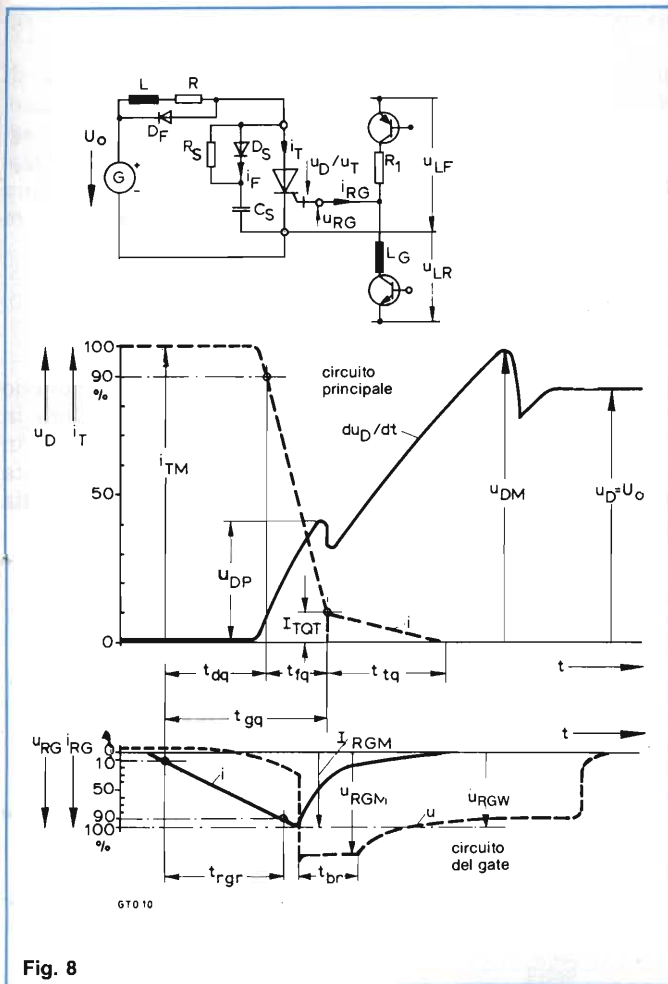 L R
D_F
U_o
+
G
−
R_S D_S i_T u_D/u_T
i_F i_RG R_1 u_LF
C_S u_RG
L_G u_LR
100
90
%
u_D i_T
50
0
circuito
principale
du_D/dt
i_TM
u_DM
u_D=U_o
u_DP
I_TQT i
t_dq t_fq t_tq t
t_gq
t
u_RG i_RG
0
10
50
90
100
%
I_RGM
i
u_RGM u_RGW
u
circuito
del gate
t_rgr t_br
GTO 10
Fig. 8